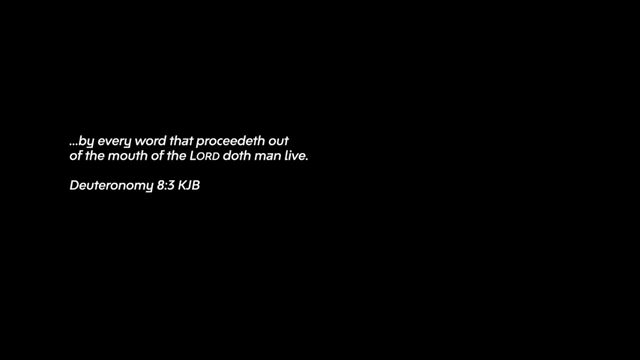 ...by every word that proceedeth out
of the mouth of the LORD doth man live.
Deuteronomy 8:3 KJB